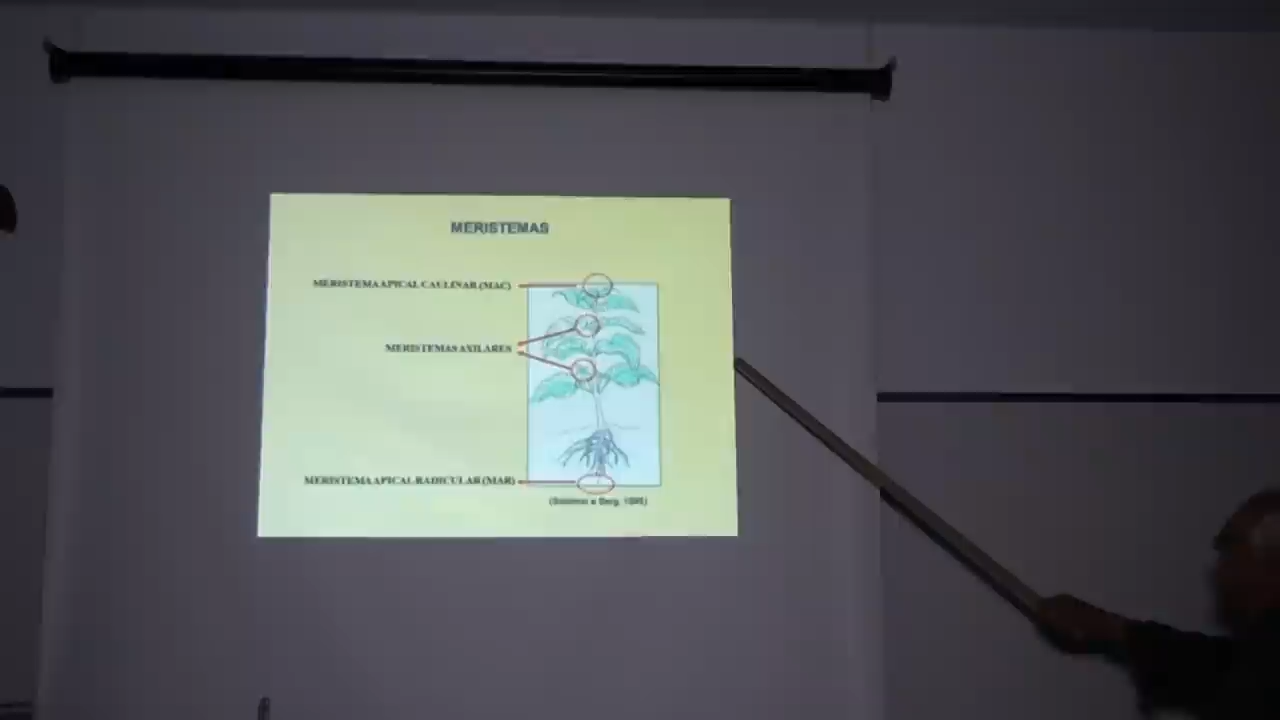 MERISTEMAS
MERISTEMA APICAL CAULINAR (MAC)
MERISTEMAS AXILARES
MERISTEMA APICAL RADICULAR (MAR)